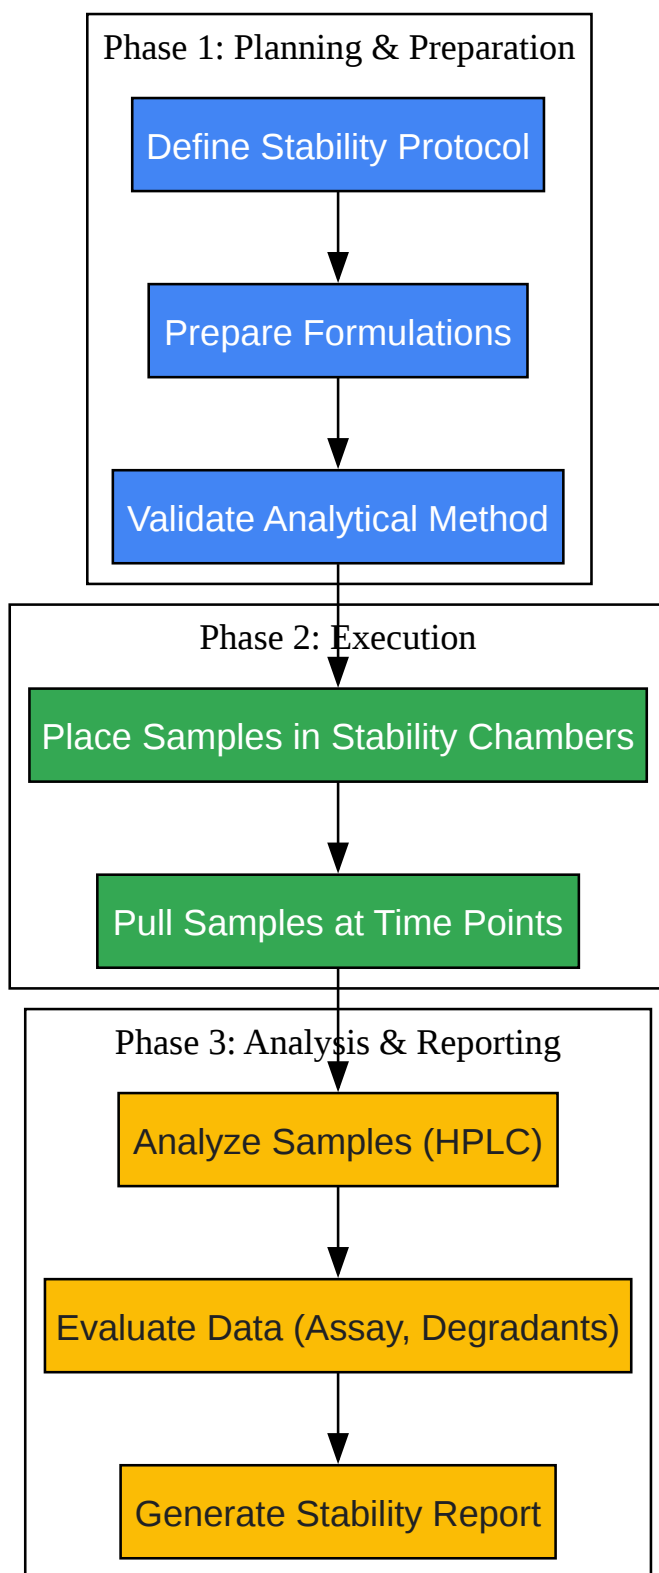 Phase 1: Planning & Preparation
Define Stability Protocol
Prepare Formulations
Validate Analytical Method
Phase 2: Execution
Place Samples in Stability Chambers
Pull Samples at Time Points
Phase 3: Analysis & Reporting
Analyze Samples (HPLC)
Evaluate Data (Assay, Degradants)
Generate Stability Report